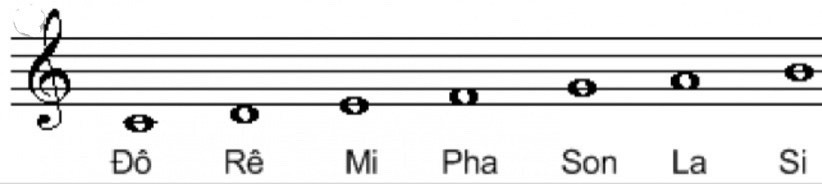 Đô Rê Mi Pha Son La Si